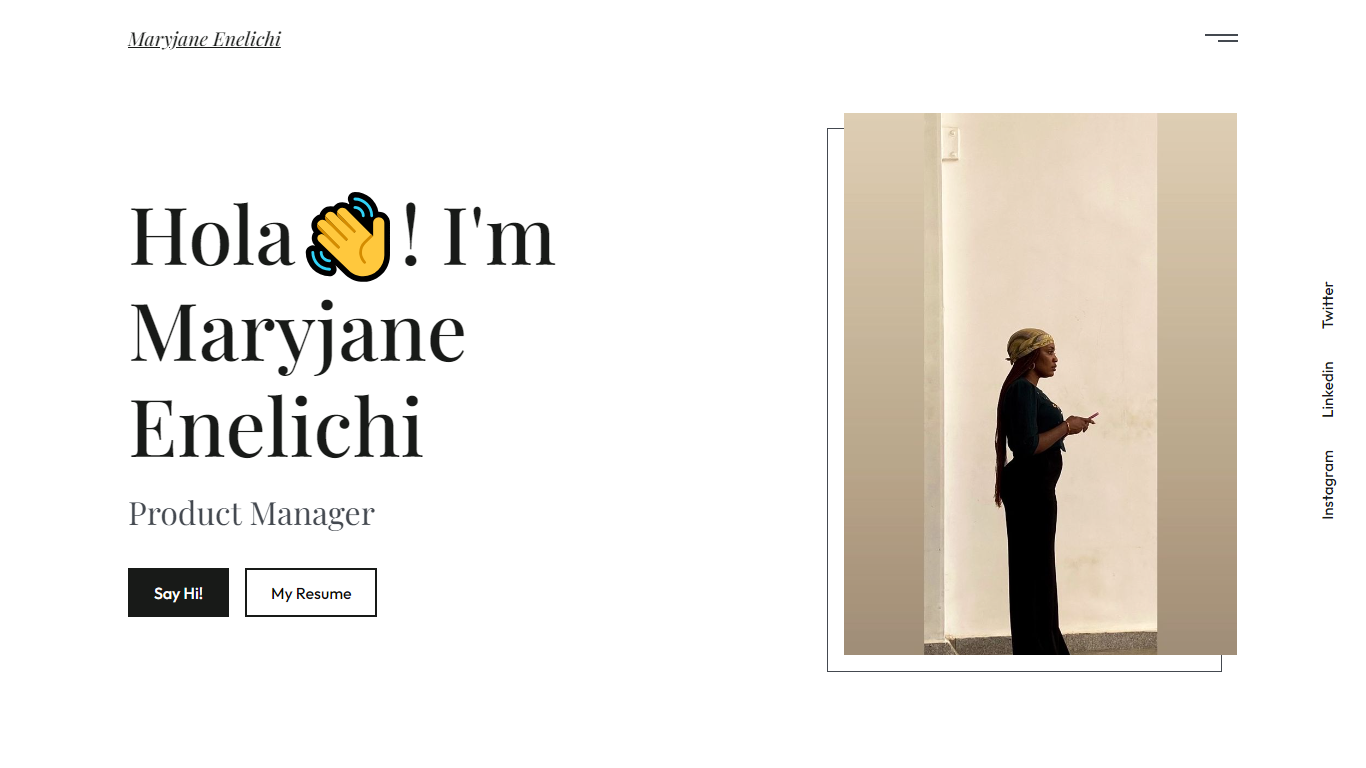 Maryjane Enelichi
Hola 👋! I'm
Maryjane
Enelichi
Product Manager
Say Hi!
My Resume
Twitter
Linkedin
Instagram